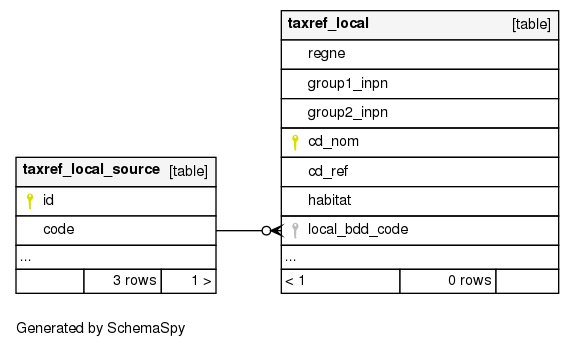 taxref_local [table]
regne
group1_inpn
group2_inpn
cd_nom
cd_ref
habitat
local_bdd_code
...
< 1 0 rows
taxref_local_source [table]
id
code
...
3 rows 1 >
Generated by SchemaSpy